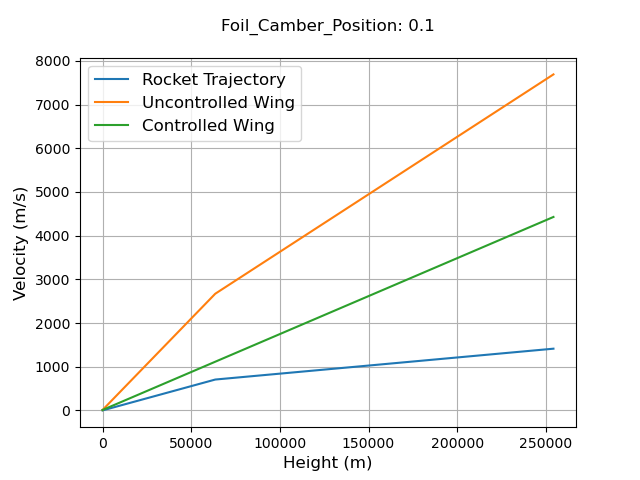 Foil_Camber_Position: 0.1
8000
7000
6000
5000
4000
3000
2000
1000
0
Velocity (m/s)
Rocket Trajectory
Uncontrolled Wing
Controlled Wing
0 50000 100000 150000 200000 250000
Height (m)